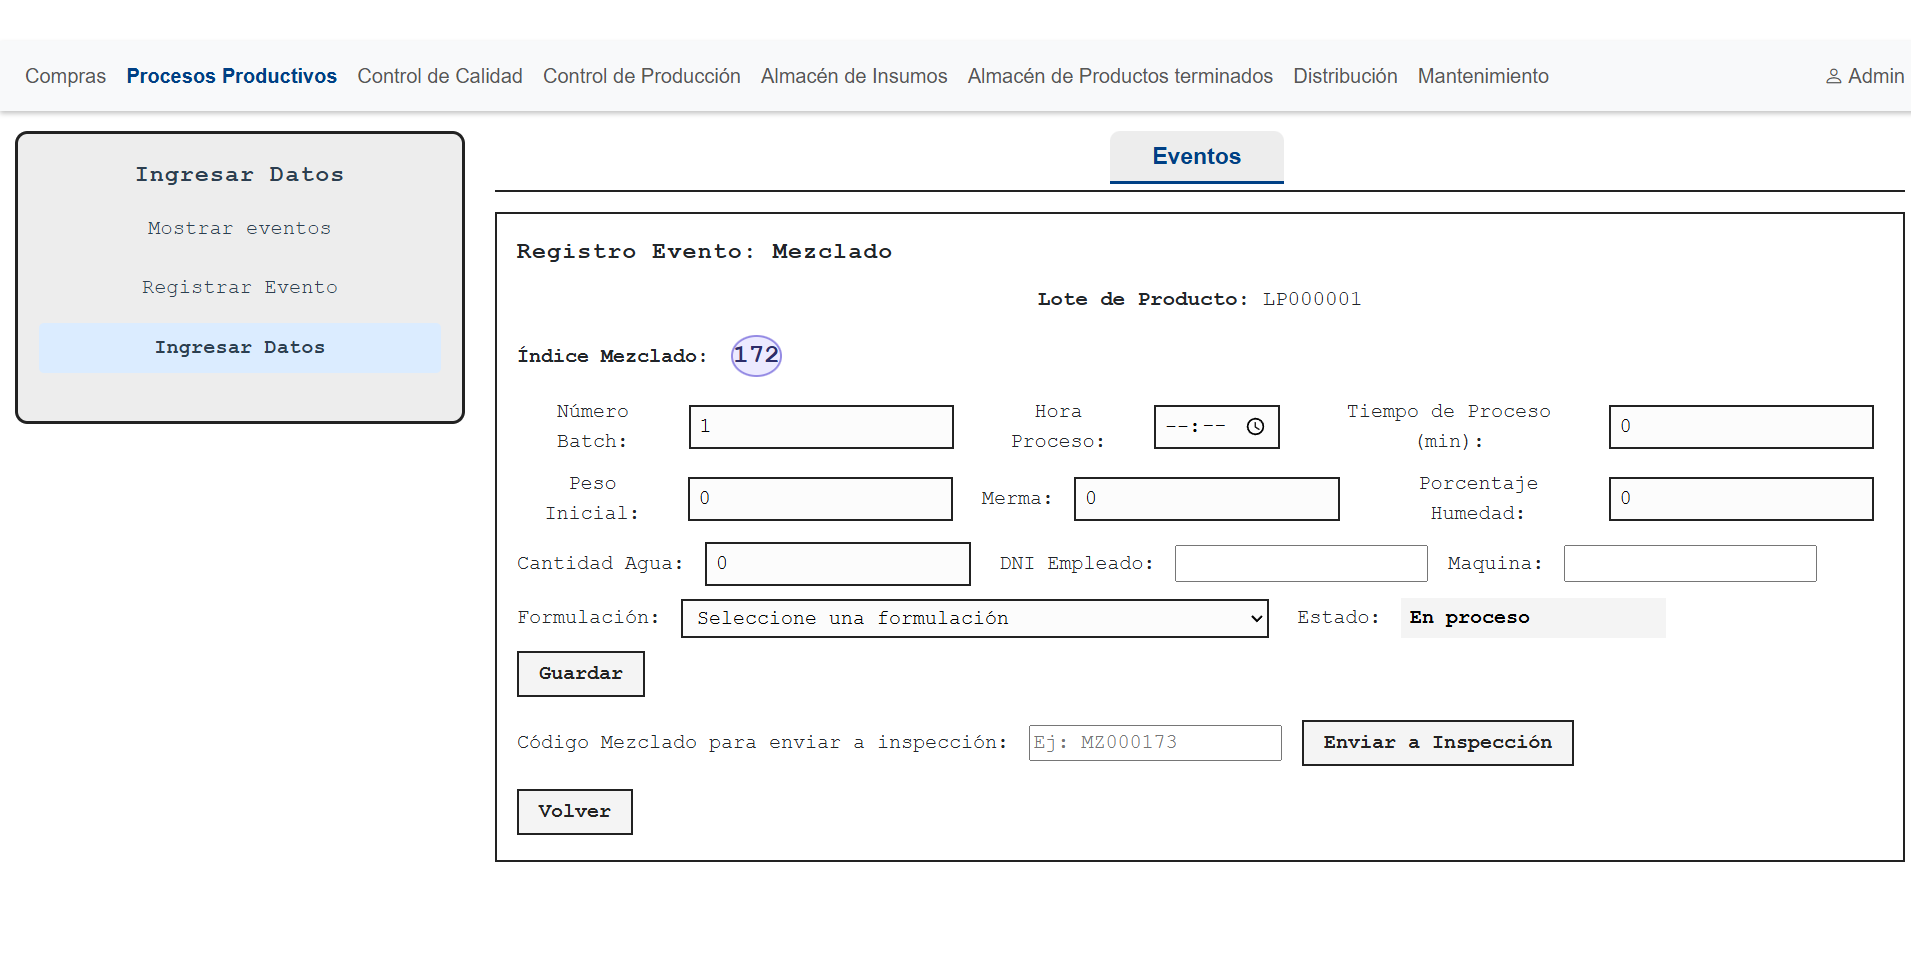 Compras Procesos Productivos Control de Calidad Control de Producción Almacén de Insumos Almacén de Productos terminados Distribución Mantenimiento Admin
Ingresar Datos
Mostrar eventos
Registrar Evento
Ingresar Datos
Eventos
Registro Evento: Mezclado
Lote de Producto: LP000001
Índice Mezclado: 172
Número Batch: 1 Hora Proceso: --:-- Tiempo de Proceso (min): 0
Peso Inicial: 0 Merma: 0 Porcentaje Humedad: 0
Cantidad Agua: 0 DNI Empleado: Maquina:
Formulación: Seleccione una formulación Estado: En proceso
Guardar
Código Mezclado para enviar a inspección: Ej: MZ000173 Enviar a Inspección
Volver